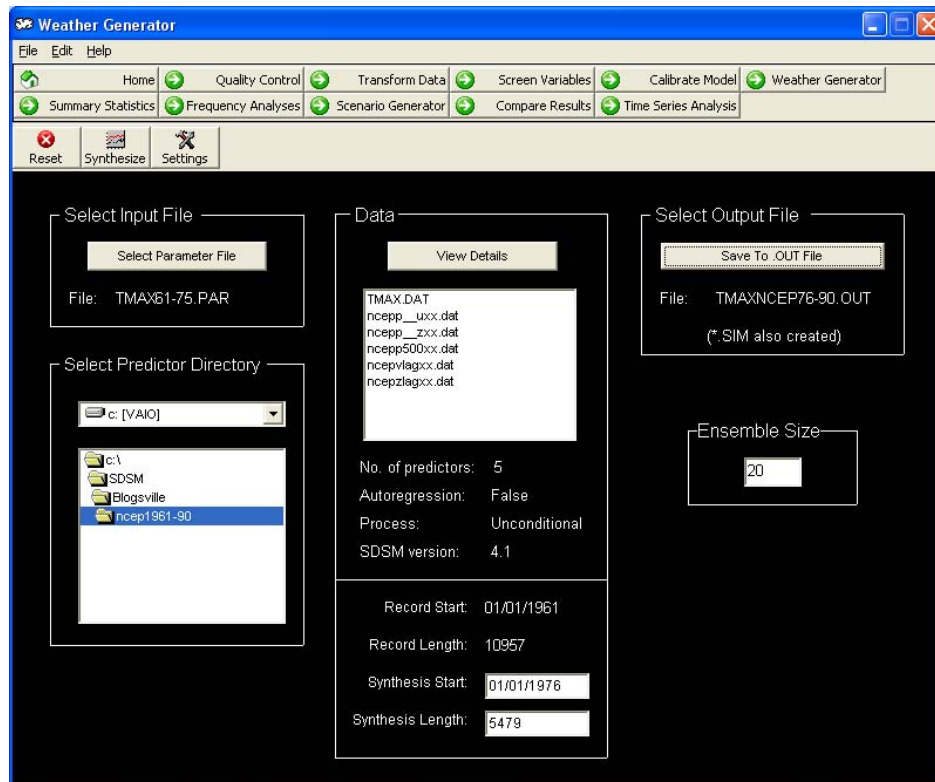 Weather Generator
File Edit Help
Home Quality Control Transform Data Screen Variables Calibrate Model Weather Generator
Summary Statistics Frequency Analyses Scenario Generator Compare Results Time Series Analysis
Reset Synthesize Settings
Select Input File
Select Parameter File
File: TMAX61-75.PAR
Select Predictor Directory
c: [VAIO]
c:\
SDSM
Blogsville
ncep1961-90
Data
View Details
TMAX.DAT
ncepp__uxx.dat
ncepp__zxx.dat
ncepp500xx.dat
ncepvlagxx.dat
ncepzlagxx.dat
No. of predictors: 5
Autoregression: False
Process: Unconditional
SDSM version: 4.1
Record Start: 01/01/1961
Record Length: 10957
Synthesis Start: 01/01/1976
Synthesis Length: 5479
Select Output File
Save To .OUT File
File: TMAXNCEP76-90.OUT
(*.SIM also created)
Ensemble Size
20